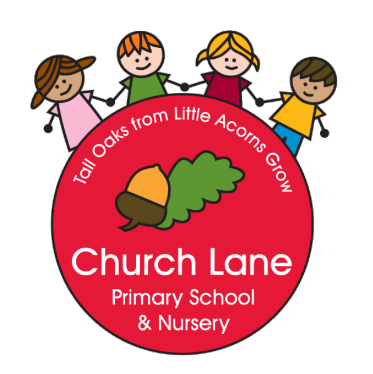 Tall Oaks from Little Acorns Grow
Church Lane
Primary School
& Nursery